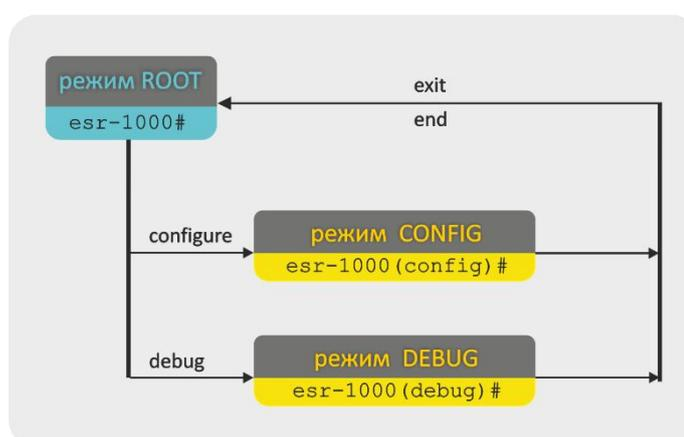 режим ROOT
esr-1000#
exit
end
configure
режим CONFIG
esr-1000(config)#
debug
режим DEBUG
esr-1000(debug)#